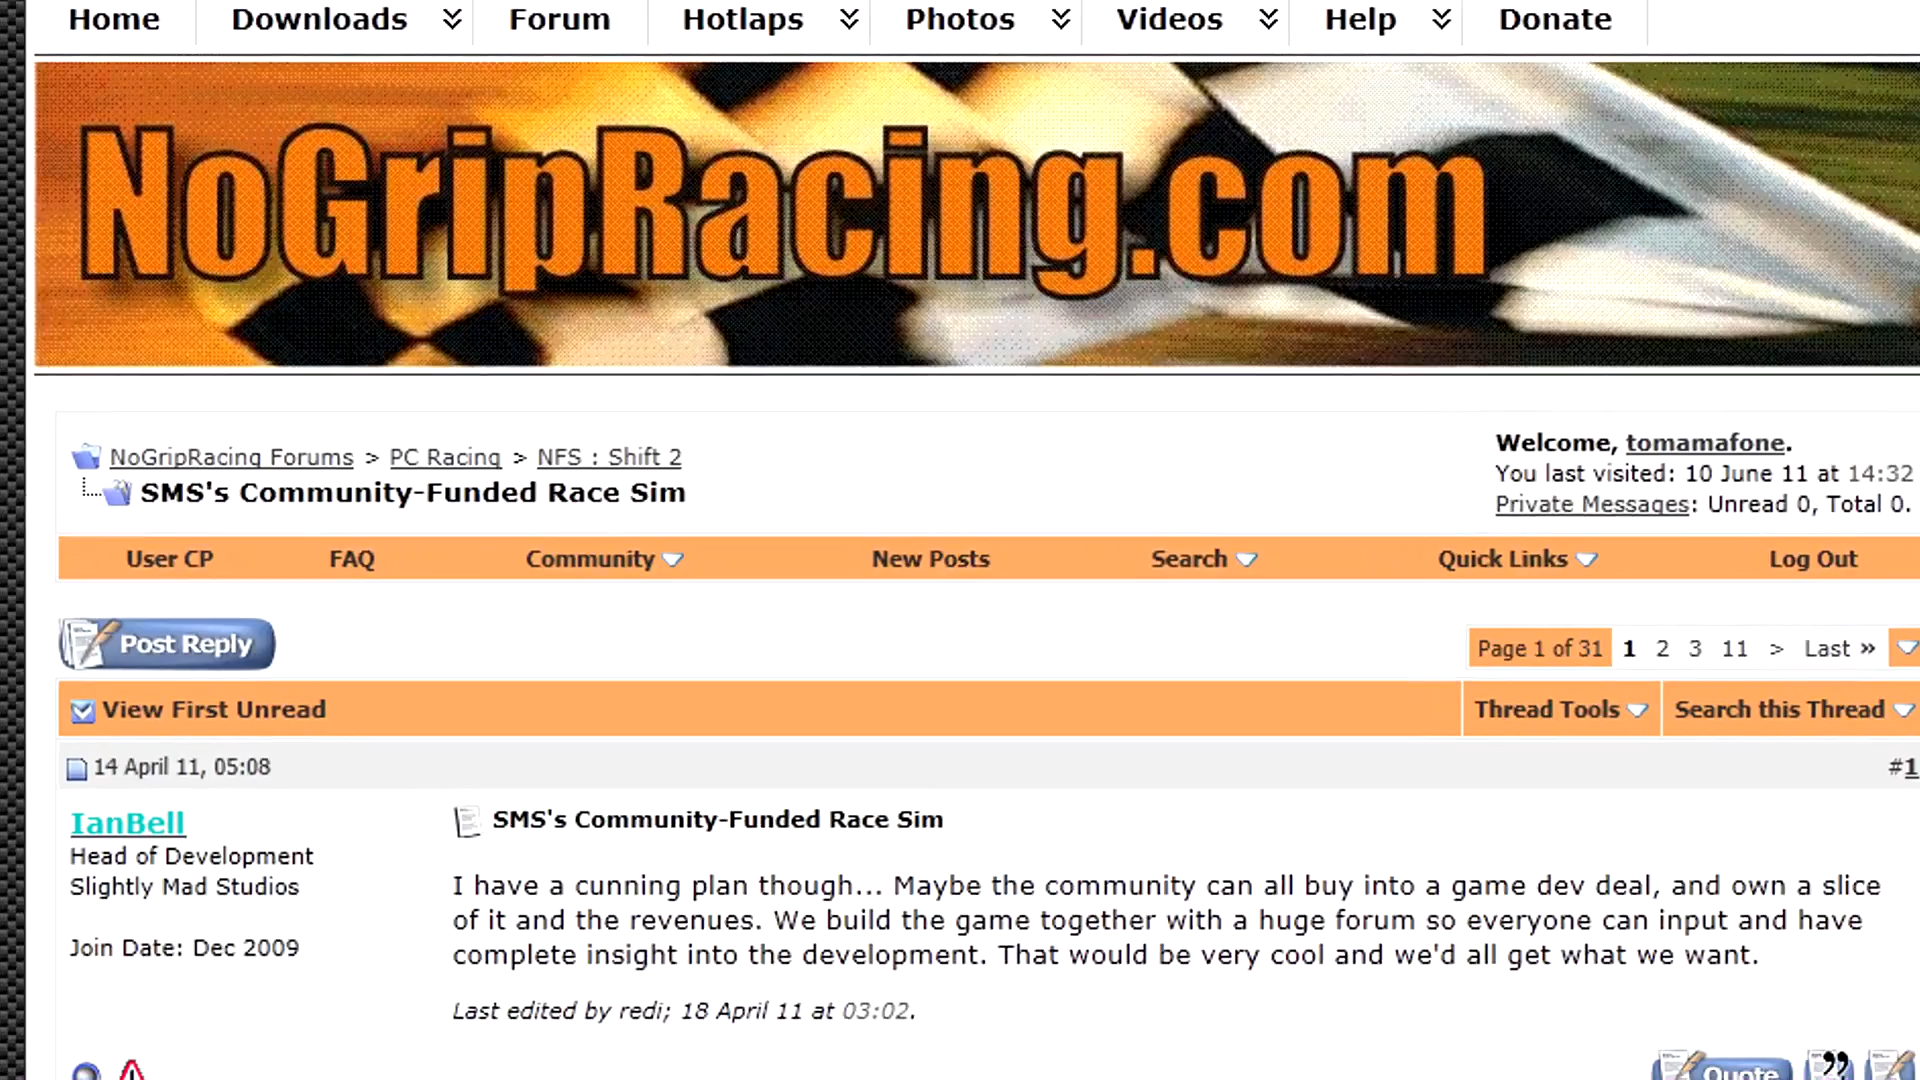 Home Downloads Forum Hotlaps Photos Videos Help Donate
NoGripRacing.com
NoGripRacing Forums > PC Racing > NFS : Shift 2
SMS's Community-Funded Race Sim
Welcome, tomamafone.
You last visited: 10 June 11 at 14:32
Private Messages: Unread 0, Total 0.
User CP FAQ Community New Posts Search Quick Links Log Out
Post Reply
Page 1 of 31 1 2 3 11 > Last »
View First Unread Thread Tools Search this Thread
14 April 11, 05:08 #1
IanBell
Head of Development
Slightly Mad Studios
Join Date: Dec 2009
SMS's Community-Funded Race Sim
I have a cunning plan though... Maybe the community can all buy into a game dev deal, and own a slice
of it and the revenues. We build the game together with a huge forum so everyone can input and have
complete insight into the development. That would be very cool and we'd all get what we want.
Last edited by redi; 18 April 11 at 03:02.
Quote